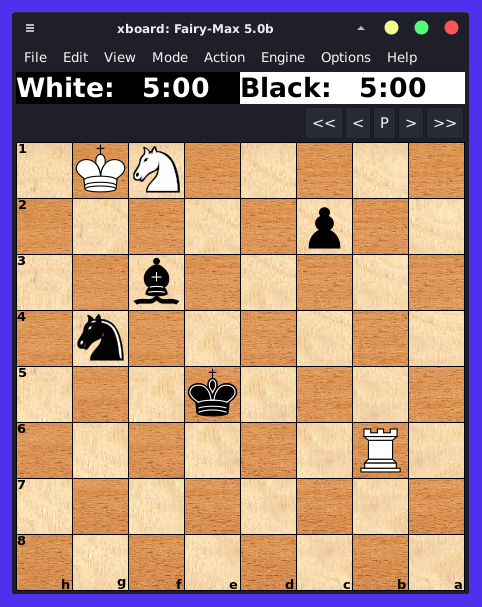 xboard: Fairy-Max 5.0b
File Edit View Mode Action Engine Options Help
White: 5:00 Black: 5:00
<< < P > >>
1
2
3
4
5
6
7
8
h g f e d c b a